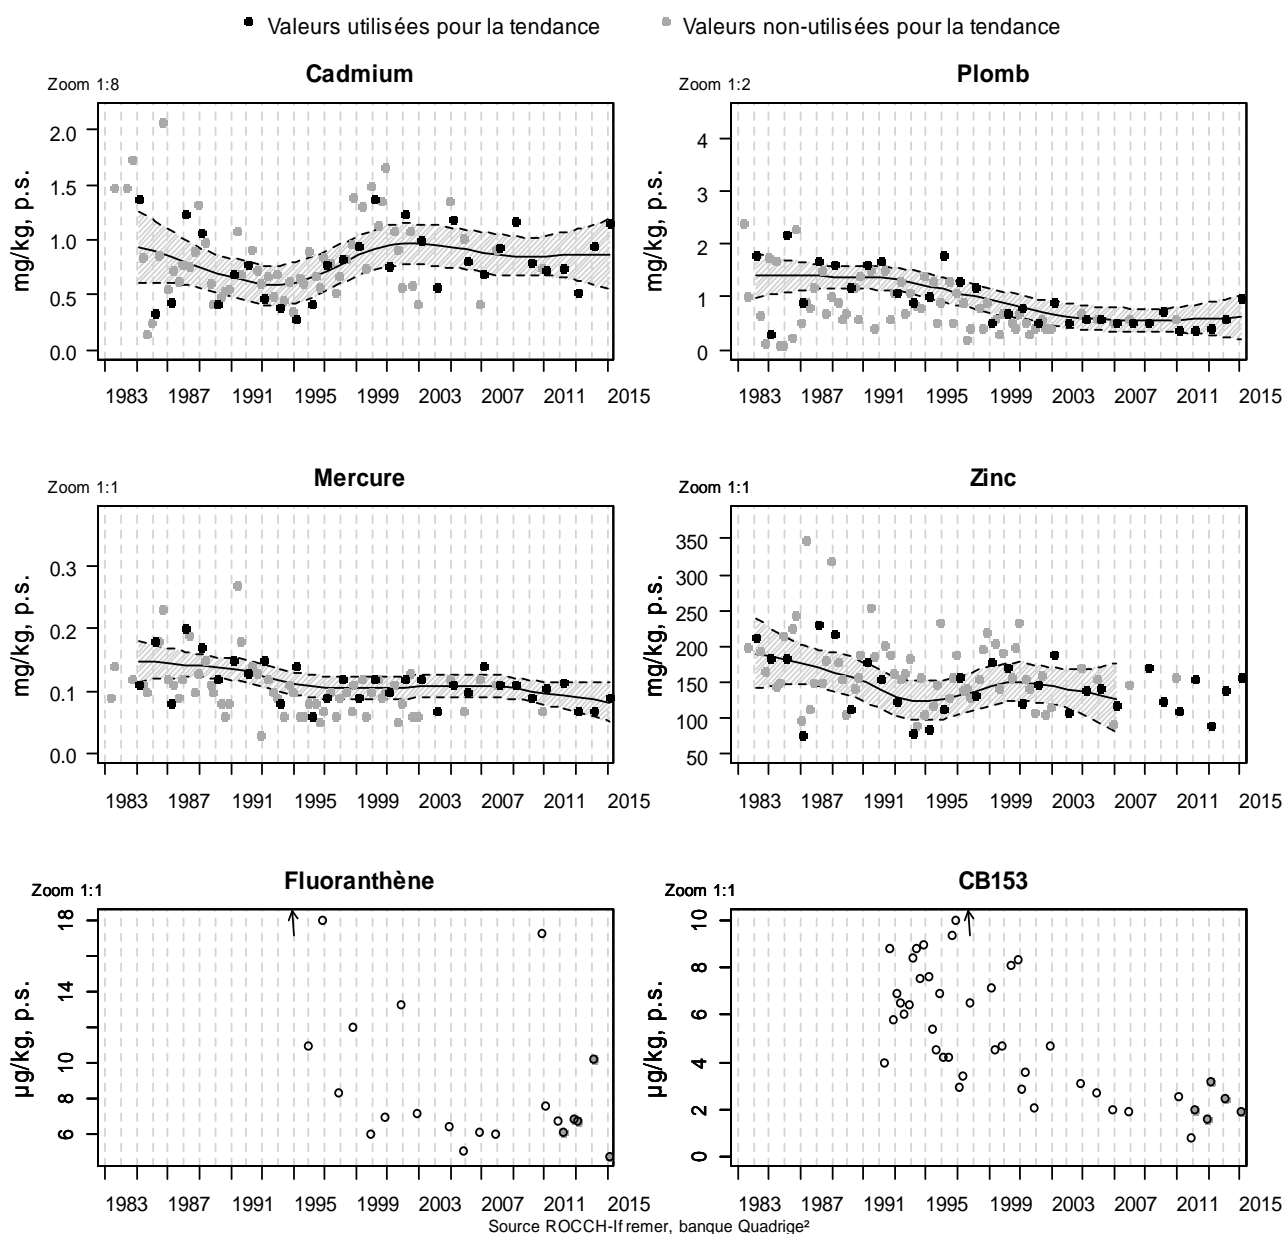 Valeurs utilisées pour la tendance
Valeurs non-utilisées pour la tendance
Zoom 1:8
Cadmium
mg/kg, p.s.
2.0
1.5
1.0
0.5
0.0
1983 1987 1991 1995 1999 2003 2007 2011 2015
Zoom 1:2
Plomb
mg/kg, p.s.
4
3
2
1
0
1983 1987 1991 1995 1999 2003 2007 2011 2015
Zoom 1:1
Mercure
mg/kg, p.s.
0.3
0.2
0.1
0.0
1983 1987 1991 1995 1999 2003 2007 2011 2015
Zoom 1:1
Zinc
mg/kg, p.s.
350
300
250
200
150
100
50
1983 1987 1991 1995 1999 2003 2007 2011 2015
Zoom 1:1
Fluoranthène
µg/kg, p.s.
18
14
10
8
6
1983 1987 1991 1995 1999 2003 2007 2011 2015
Zoom 1:1
CB153
µg/kg, p.s.
10
8
6
4
2
0
1983 1987 1991 1995 1999 2003 2007 2011 2015
Source ROCCH-Ifremer, banque Quadrige²